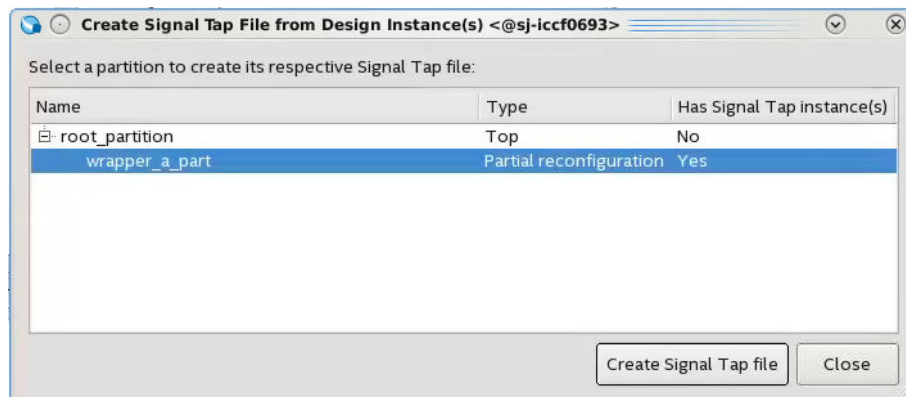 Create Signal Tap File from Design Instance(s) <@sj-iccf0693>
Select a partition to create its respective Signal Tap file:
Name Type Has Signal Tap instance(s)
root_partition Top No
wrapper_a_part Partial reconfiguration Yes
Create Signal Tap file Close